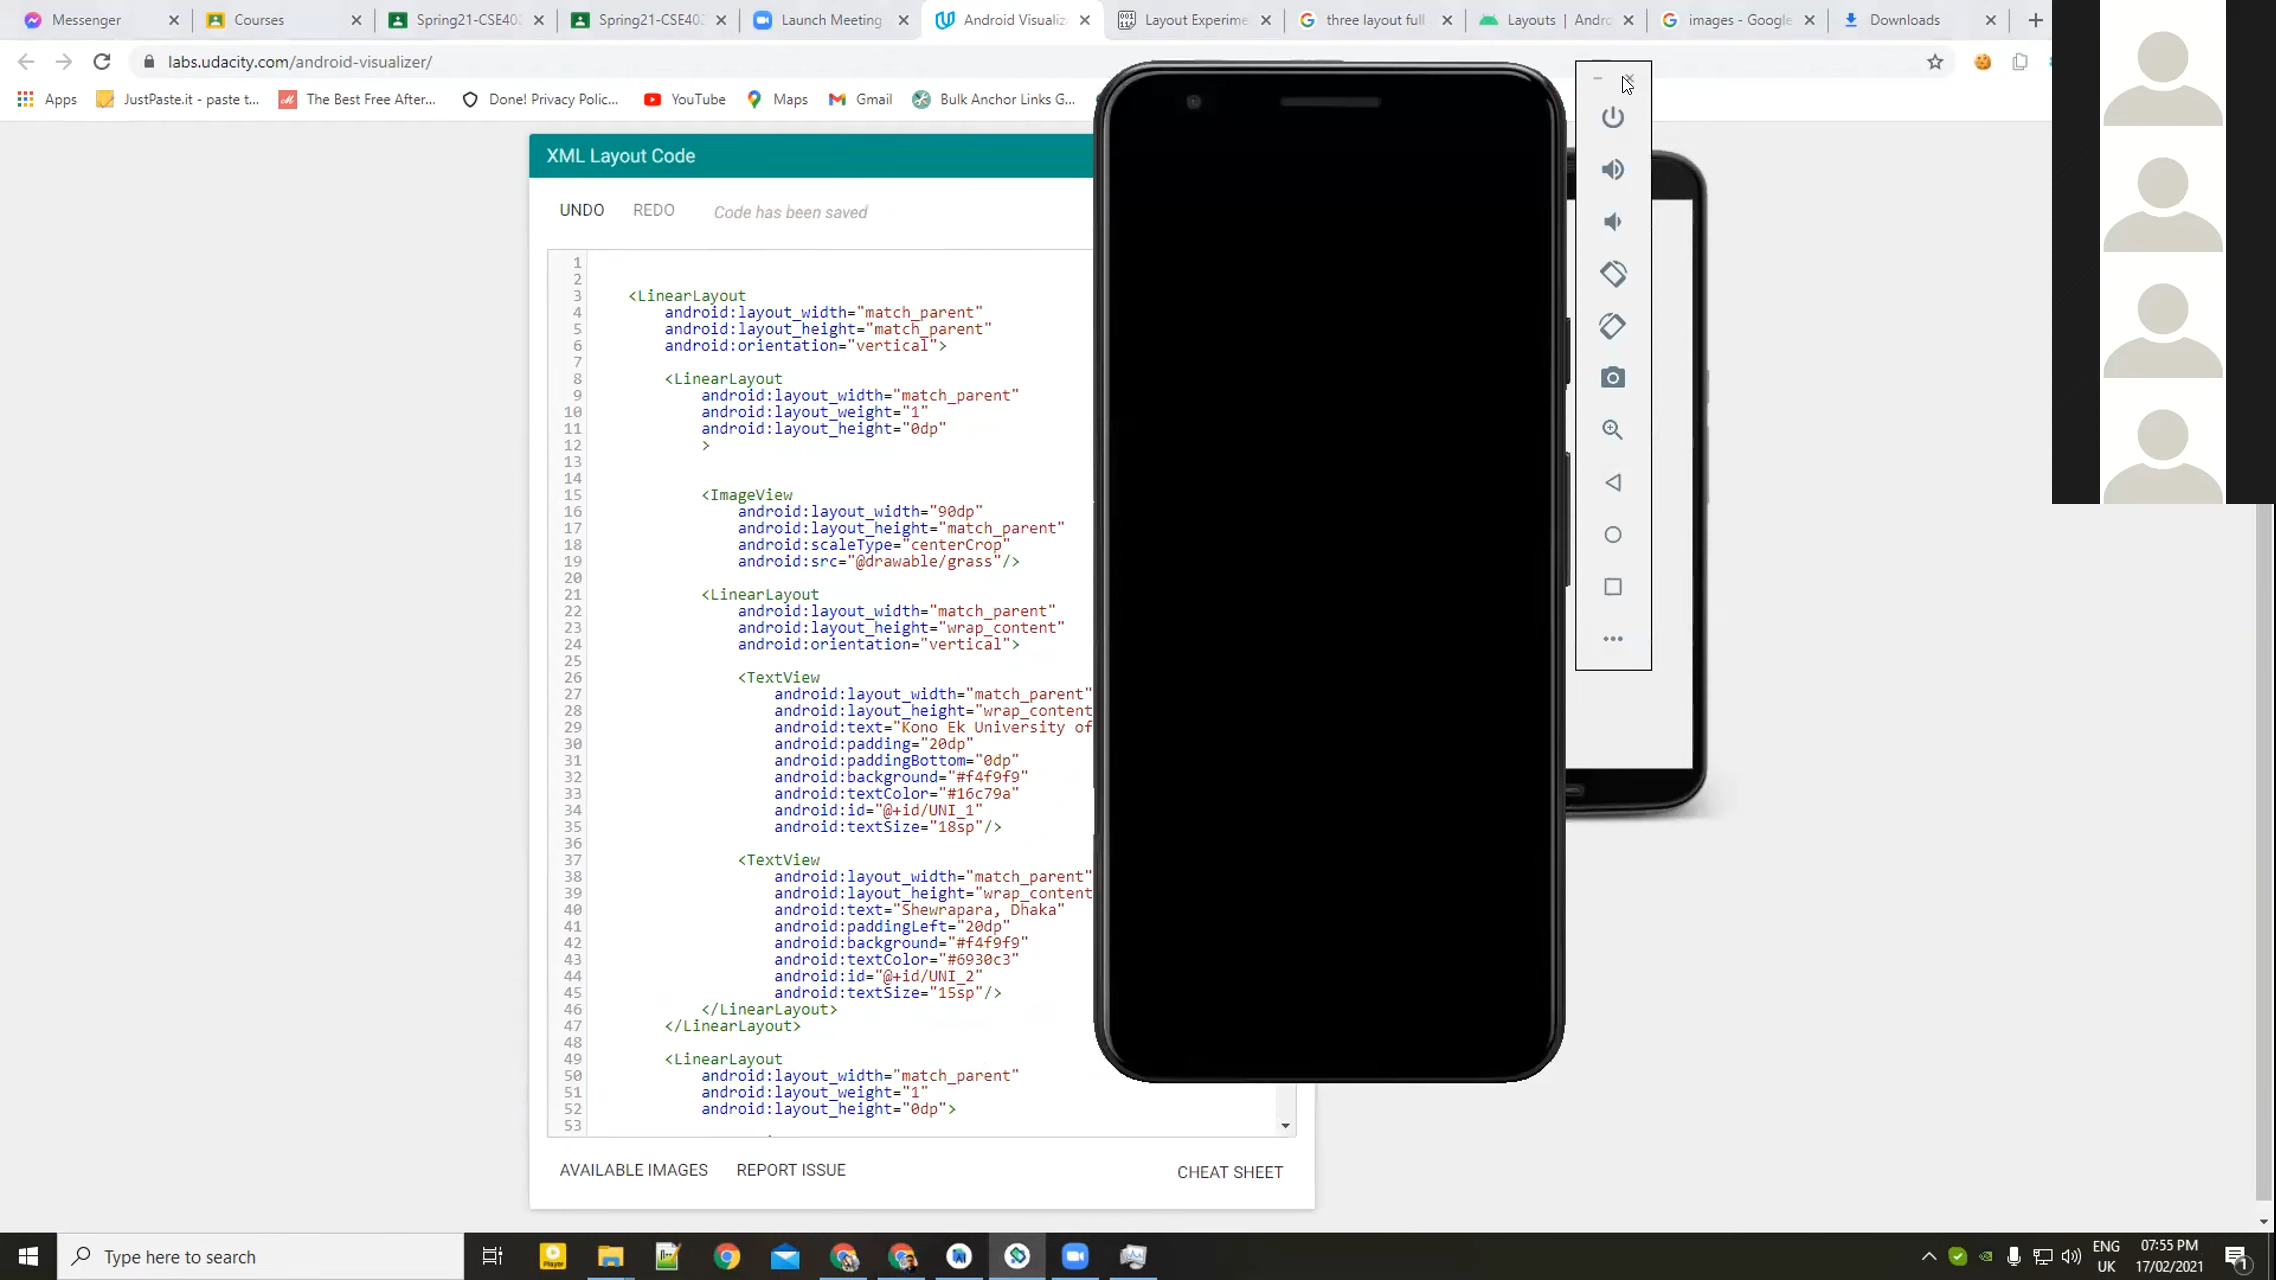 Messenger
Courses
Spring21-CSE402
Spring21-CSE402
Launch Meeting
Android Visualiz
Layout Experime
three layout full
Layouts | Andro
images - Google
Downloads
labs.udacity.com/android-visualizer/
Apps
JustPaste.it - paste t...
The Best Free After...
Done! Privacy Polic...
YouTube
Maps
Gmail
Bulk Anchor Links G...
XML Layout Code
UNDO
REDO
Code has been saved
1
2
3 <LinearLayout
4 android:layout_width="match_parent"
5 android:layout_height="match_parent"
6 android:orientation="vertical">
7
8 <LinearLayout
9 android:layout_width="match_parent"
10 android:layout_weight="1"
11 android:layout_height="0dp"
12 >
13
14
15 <ImageView
16 android:layout_width="90dp"
17 android:layout_height="match_parent"
18 android:scaleType="centerCrop"
19 android:src="@drawable/grass"/>
20
21 <LinearLayout
22 android:layout_width="match_parent"
23 android:layout_height="wrap_content"
24 android:orientation="vertical">
25
26 <TextView
27 android:layout_width="match_parent"
28 android:layout_height="wrap_content
29 android:text="Kono Ek University of
30 android:padding="20dp"
31 android:paddingBottom="0dp"
32 android:background="#f4f9f9"
33 android:textColor="#16c79a"
34 android:id="@+id/UNI_1"
35 android:textSize="18sp"/>
36
37 <TextView
38 android:layout_width="match_parent"
39 android:layout_height="wrap_content
40 android:text="Shewrapara, Dhaka"
41 android:paddingLeft="20dp"
42 android:background="#f4f9f9"
43 android:textColor="#6930c3"
44 android:id="@+id/UNI_2"
45 android:textSize="15sp"/>
46 </LinearLayout>
47 </LinearLayout>
48
49 <LinearLayout
50 android:layout_width="match_parent"
51 android:layout_weight="1"
52 android:layout_height="0dp">
53
AVAILABLE IMAGES
REPORT ISSUE
CHEAT SHEET
Type here to search
ENG
UK
07:55 PM
17/02/2021
1